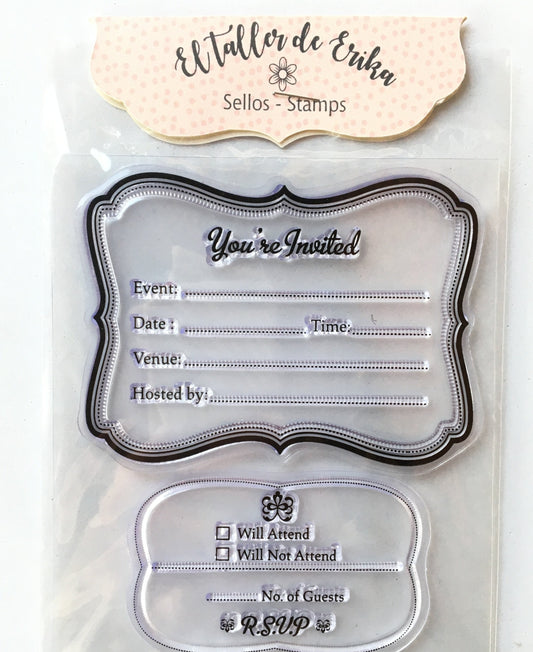 El Taller de Erika
Sellos - Stamps
You're Invited
Event:
Date : Time:
Venue:
Hosted by:
Will Attend
Will Not Attend
No. of Guests
R.S.V.P